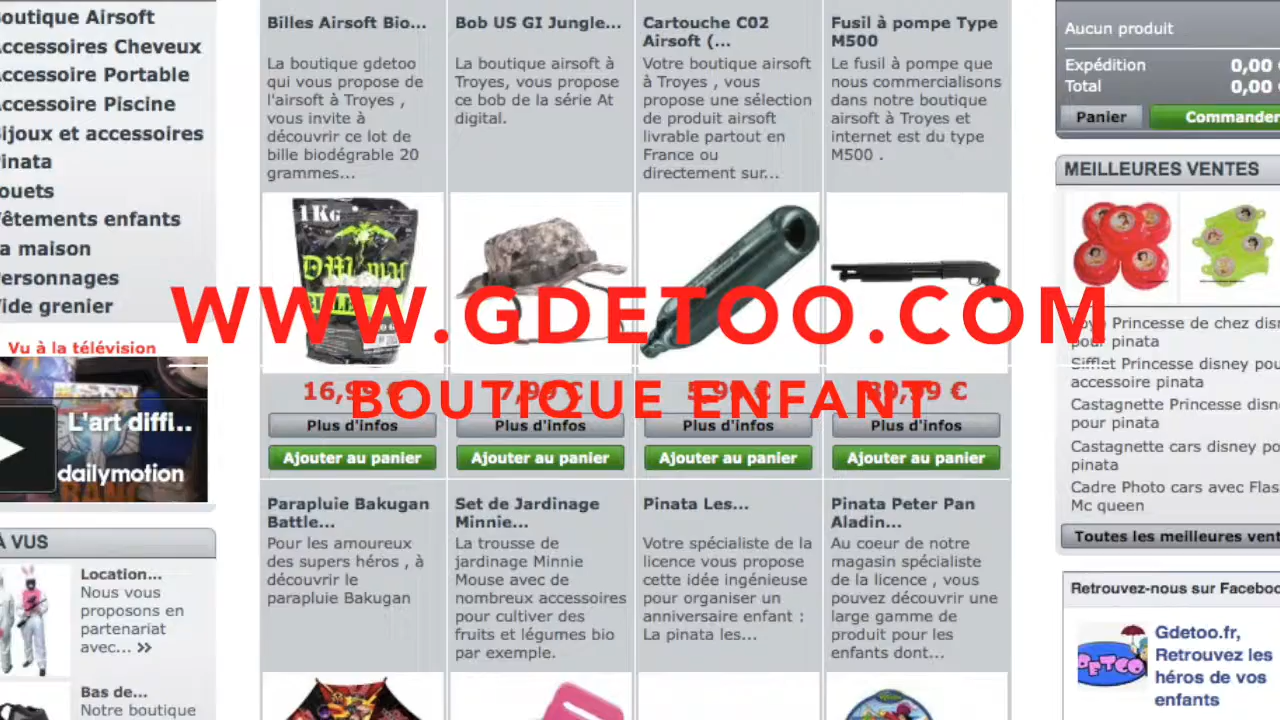 outique Airsoft
ccessoires Cheveux
ccessoire Portable
ccessoire Piscine
ijoux et accessoires
inata
ouets
êtements enfants
a maison
ersonnages
ide grenier
Vu à la télévision
L'art diffi..
dailymotion
À VUS
Location...
Nous vous
proposons en
partenariat
avec... >>
Bas de...
Notre boutique
Billes Airsoft Bio...
La boutique gdetoo
qui vous propose de
l'airsoft à Troyes ,
vous invite à
découvrir ce lot de
bille biodégrable 20
grammes...
1 KG
Plus d'infos
Ajouter au panier
Bob US GI Jungle...
La boutique airsoft à
Troyes, vous propose
ce bob de la série At
digital.
Plus d'infos
Ajouter au panier
Cartouche C02
Airsoft (...
Votre boutique airsoft
à Troyes , vous
propose une sélection
de produit airsoft
livrable partout en
France ou
directement sur...
Plus d'infos
Ajouter au panier
Fusil à pompe Type
M500
Le fusil à pompe que
nous commercialisons
dans notre boutique
airsoft à Troyes et
internet est du type
M500 .
Plus d'infos
Ajouter au panier
WWW.GDETOO.COM
BOUTIQUE ENFANT
Parapluie Bakugan
Battle...
Pour les amoureux
des supers héros , à
découvrir le
parapluie Bakugan
Set de Jardinage
Minnie...
La trousse de
jardinage Minnie
Mouse avec de
nombreux accessoires
pour cultiver des
fruits et légumes bio
par exemple.
Pinata Les...
Votre spécialiste de la
licence vous propose
cette idée ingénieuse
pour organiser un
anniversaire enfant :
La pinata les...
Pinata Peter Pan
Aladin...
Au coeur de notre
magasin spécialiste
de la licence , vous
pouvez découvrir une
large gamme de
produit pour les
enfants dont...
Aucun produit
Expédition 0,00
Total 0,00
Panier Commander
MEILLEURES VENTES
Princesse de chez dis
pour pinata
Sifflet Princesse disney pou
accessoire pinata
Castagnette Princesse disn
pour pinata
Castagnette cars disney po
pinata
Cadre Photo cars avec Flas
Mc queen
Toutes les meilleures vent
Retrouvez-nous sur Faceboo
Gdetoo.fr,
Retrouvez les
héros de vos
enfants